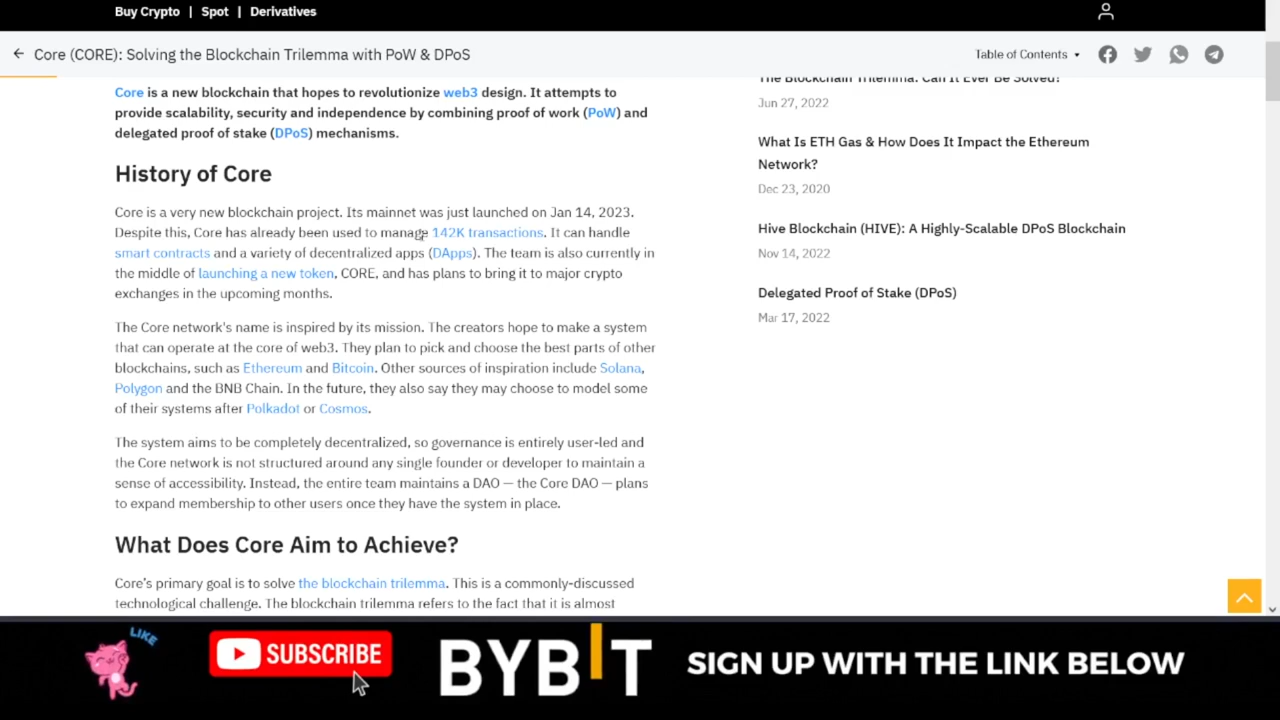 Buy Crypto | Spot | Derivatives
Core (CORE): Solving the Blockchain Trilemma with PoW & DPoS
Table of Contents
Core is a new blockchain that hopes to revolutionize web3 design. It attempts to
provide scalability, security and independence by combining proof of work (PoW) and
delegated proof of stake (DPoS) mechanisms.
History of Core
Core is a very new blockchain project. Its mainnet was just launched on Jan 14, 2023.
Despite this, Core has already been used to manage 142K transactions. It can handle
smart contracts and a variety of decentralized apps (DApps). The team is also currently in
the middle of launching a new token, CORE, and has plans to bring it to major crypto
exchanges in the upcoming months.
The Core network's name is inspired by its mission. The creators hope to make a system
that can operate at the core of web3. They plan to pick and choose the best parts of other
blockchains, such as Ethereum and Bitcoin. Other sources of inspiration include Solana,
Polygon and the BNB Chain. In the future, they also say they may choose to model some
of their systems after Polkadot or Cosmos.
The system aims to be completely decentralized, so governance is entirely user-led and
the Core network is not structured around any single founder or developer to maintain a
sense of accessibility. Instead, the entire team maintains a DAO — the Core DAO — plans
to expand membership to other users once they have the system in place.
What Does Core Aim to Achieve?
Core's primary goal is to solve the blockchain trilemma. This is a commonly-discussed
technological challenge. The blockchain trilemma refers to the fact that it is almost
The Blockchain Trilemma: Can It Ever Be Solved?
Jun 27, 2022
What Is ETH Gas & How Does It Impact the Ethereum
Network?
Dec 23, 2020
Hive Blockchain (HIVE): A Highly-Scalable DPoS Blockchain
Nov 14, 2022
Delegated Proof of Stake (DPoS)
Mar 17, 2022
LIKE
SUBSCRIBE
BYBIT
SIGN UP WITH THE LINK BELOW